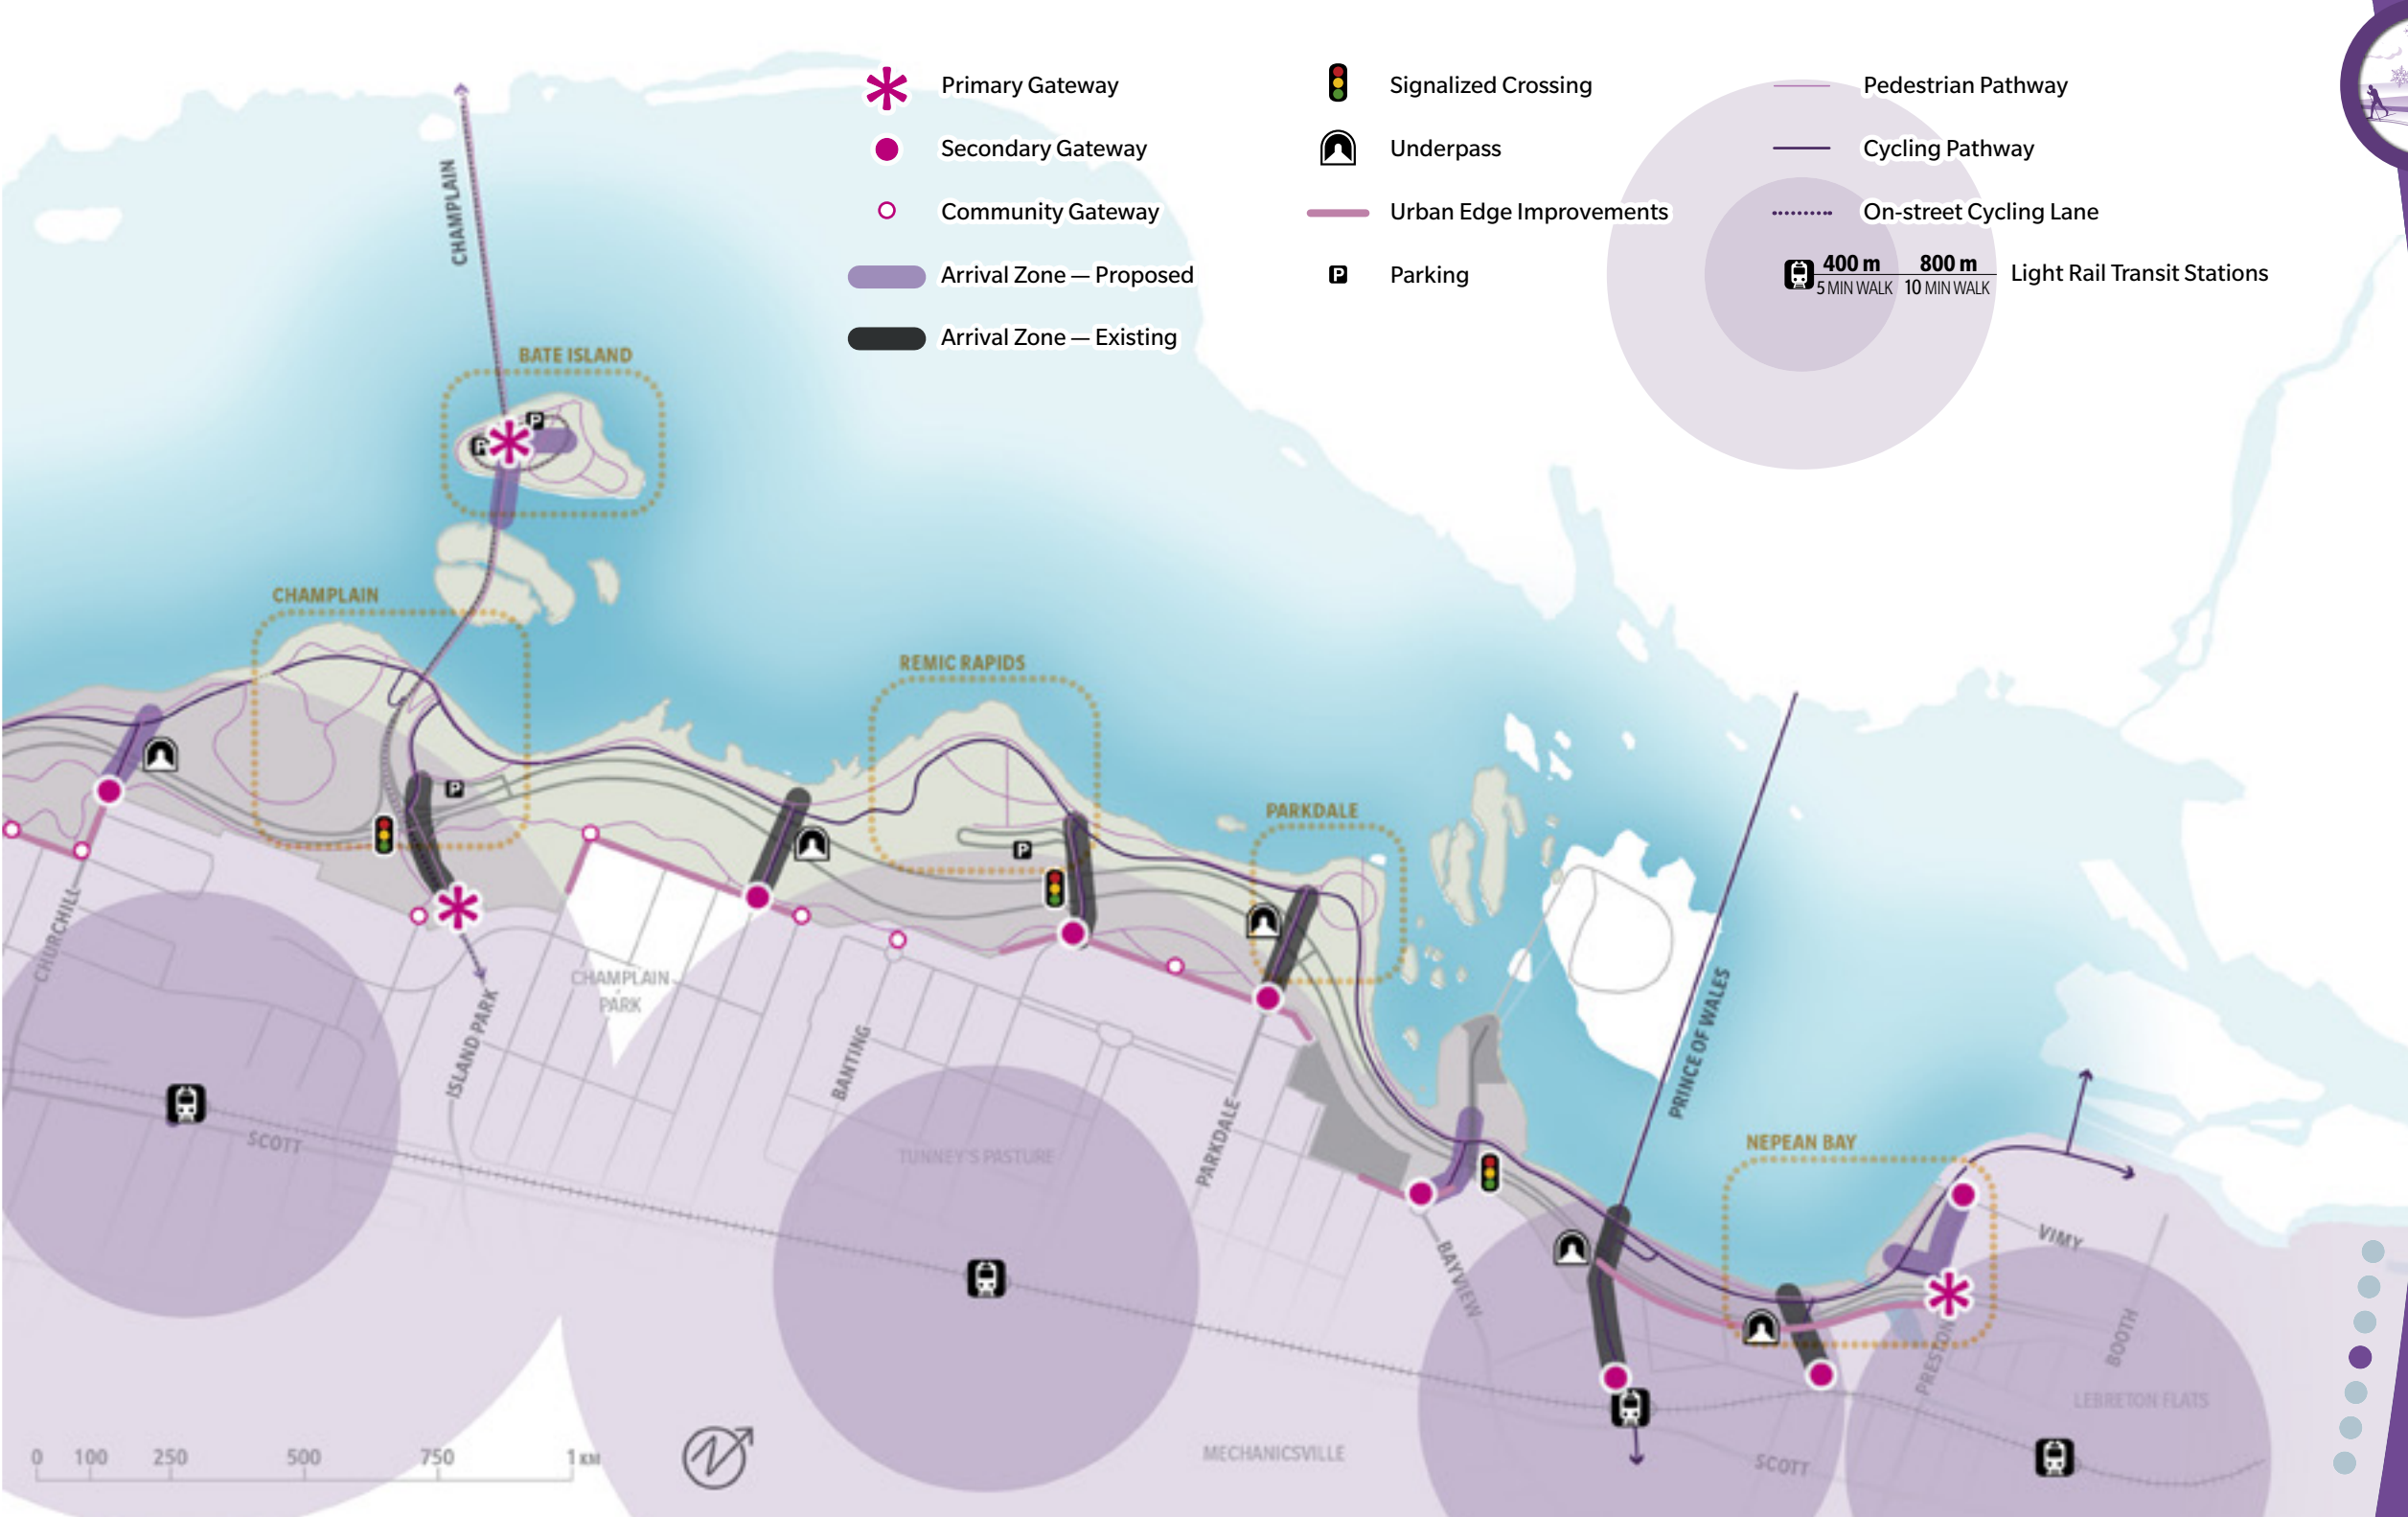 Primary Gateway
Secondary Gateway
Community Gateway
Arrival Zone — Proposed
Arrival Zone — Existing
Signalized Crossing
Underpass
Urban Edge Improvements
P Parking
Pedestrian Pathway
Cycling Pathway
On-street Cycling Lane
400 m 800 m
5 MIN WALK 10 MIN WALK
Light Rail Transit Stations
CHAMPLAIN
BATE ISLAND
P
P
CHAMPLAIN
REMIC RAPIDS
P
P
PARKDALE
CHURCHILL
CHAMPLAIN
PARK
ISLAND PARK
BANTING
PARKDALE
PRINCE OF WALES
SCOTT
TUNNEY'S PASTURE
NEPEAN BAY
BAYVIEW
VIMY
PRESTON
BOOTH
LEBRETON FLATS
MECHANICSVILLE
SCOTT
0 100 250 500 750 1 KM
N